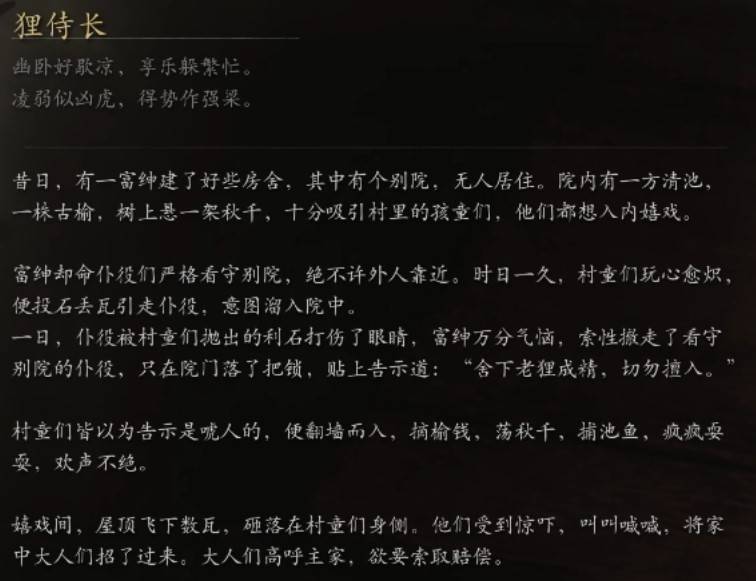 狸侍长
幽卧好歇凉，享乐躲繁忙。
凌弱似凶虎，得势作强梁。
昔日，有一富绅建了好些房舍，其中有个别院，无人居住。院内有一方清池，
一株古榆，树上悬一架秋千，十分吸引村里的孩童们，他们都想入内嬉戏。
富绅却命仆役们严格看守别院，绝不许外人靠近。时日一久，村童们玩心愈炽，
便投石丢瓦引走仆役，意图溜入院中。
一日，仆役被村童们抛出的利石打伤了眼睛，富绅万分气恼，索性撤走了看守
别院的仆役，只在院门落了把锁，贴上告示道：“舍下老狸成精，切勿擅入。”
村童们皆以为告示是唬人的，便翻墙而入，摘榆钱，荡秋千，捕池鱼，疯疯耍
耍，欢声不绝。
嬉戏间，屋顶飞下数瓦，砸落在村童们身侧。他们受到惊吓，叫叫喊喊，将家
中大人们招了过来。大人们高呼主家，欲要索取赔偿。